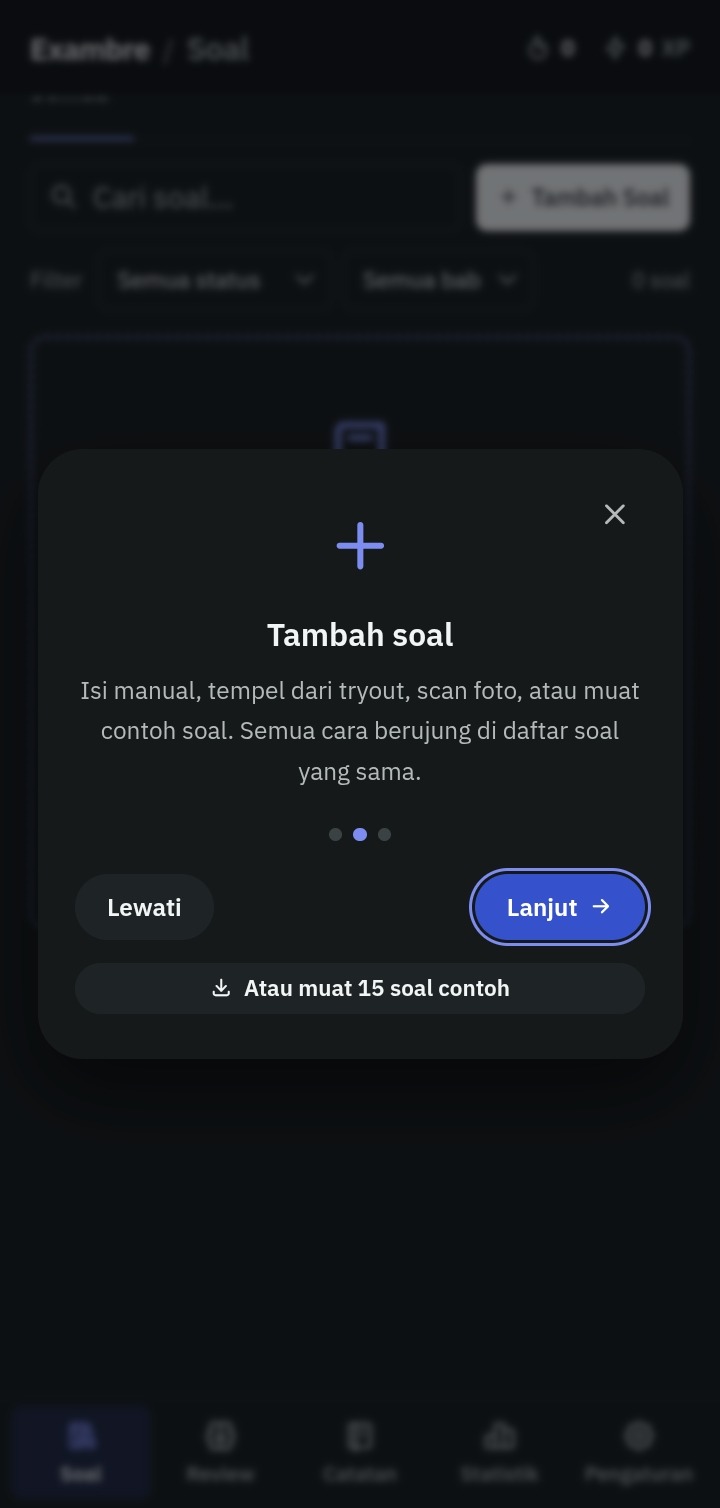 Exambre / Soal
0
0 XP
Cari soal...
+ Tambah Soal
Filter
Semua status
Semua bab
0 soal
Tambah soal
Isi manual, tempel dari tryout, scan foto, atau muat
contoh soal. Semua cara berujung di daftar soal
yang sama.
Lewati
Lanjut →
Atau muat 15 soal contoh
Soal
Review
Catatan
Statistik
Pengaturan